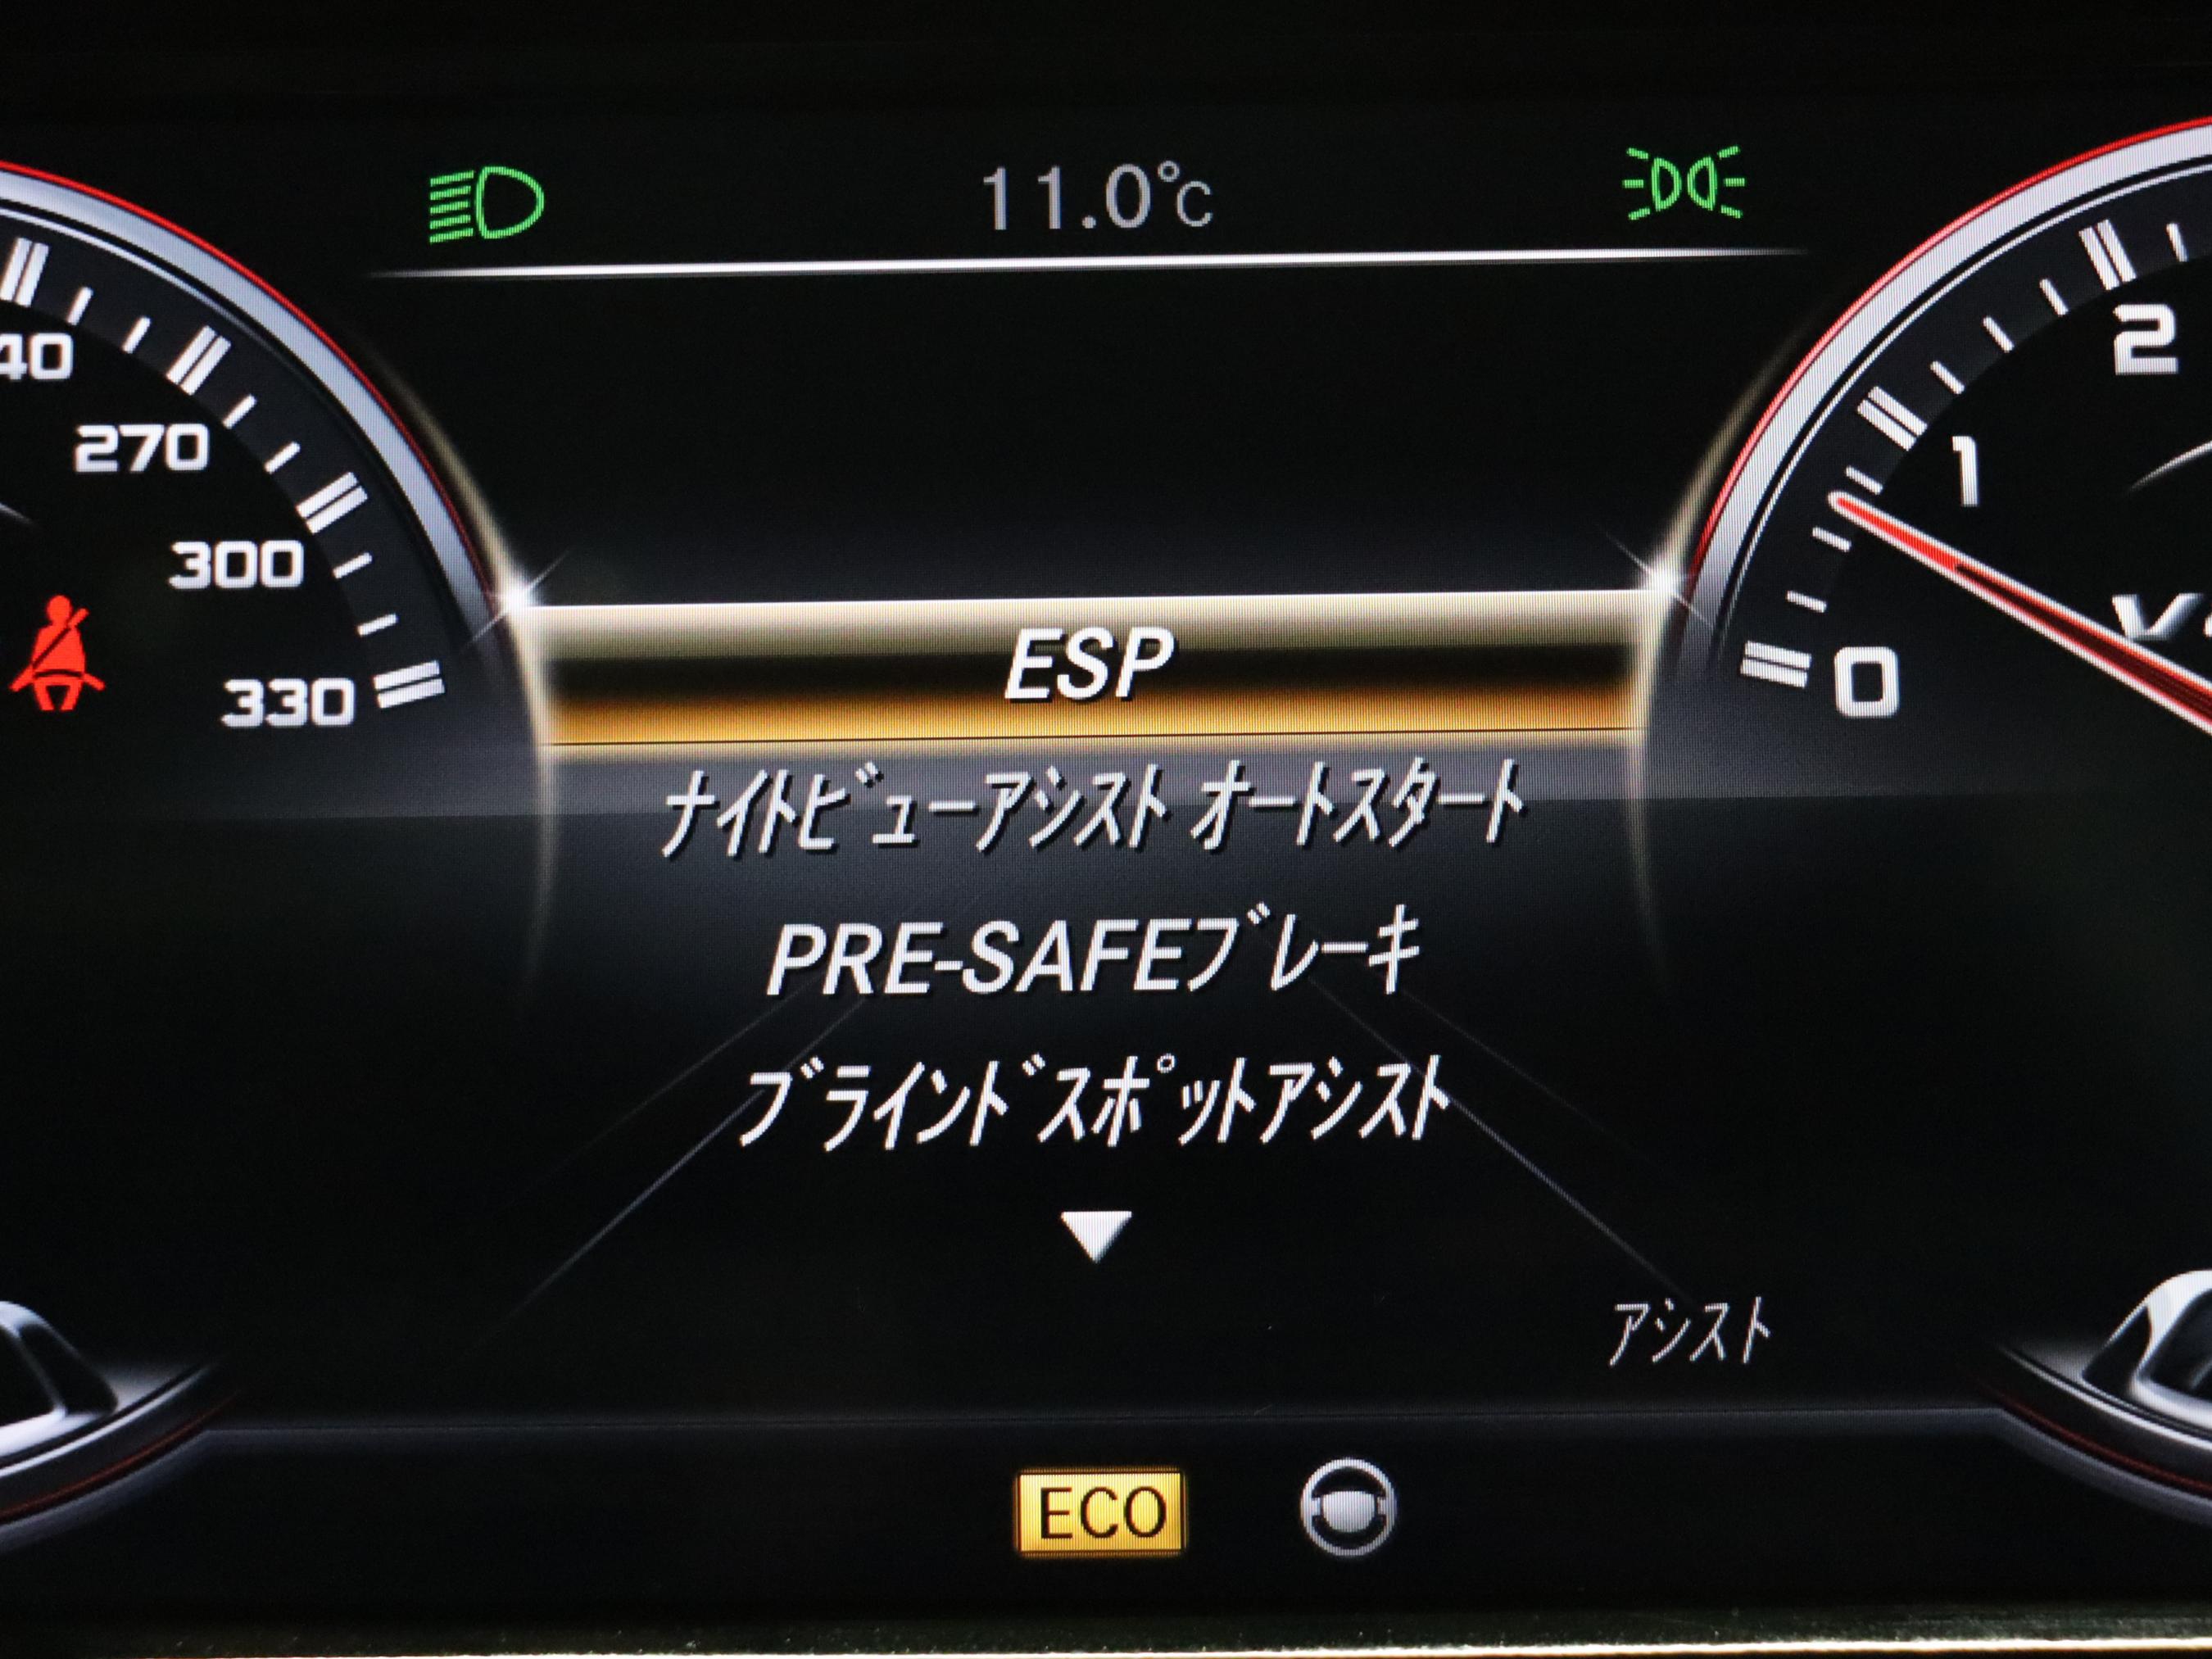 11.0℃
40
270
300
330
2
1
0
ESP
ﾅｲﾄﾋﾞｭｰｱｼｽﾄ ｵｰﾄｽﾀｰﾄ
PRE-SAFEﾌﾞﾚｰｷ
ﾌﾞﾗｲﾝﾄﾞｽﾎﾟｯﾄｱｼｽﾄ
ｱｼｽﾄ
ECO